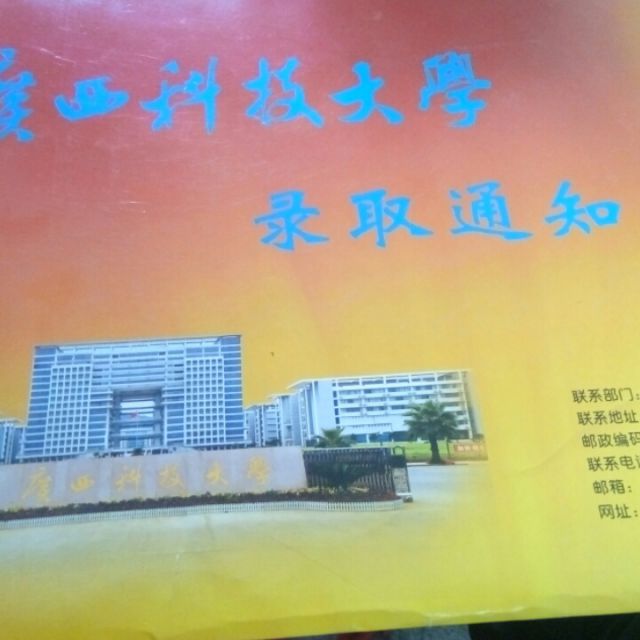 廣西科技大學
录取通知
联系部门：
联系地址
邮政编码
联系电话
邮箱：
网址：
廣西科技大學